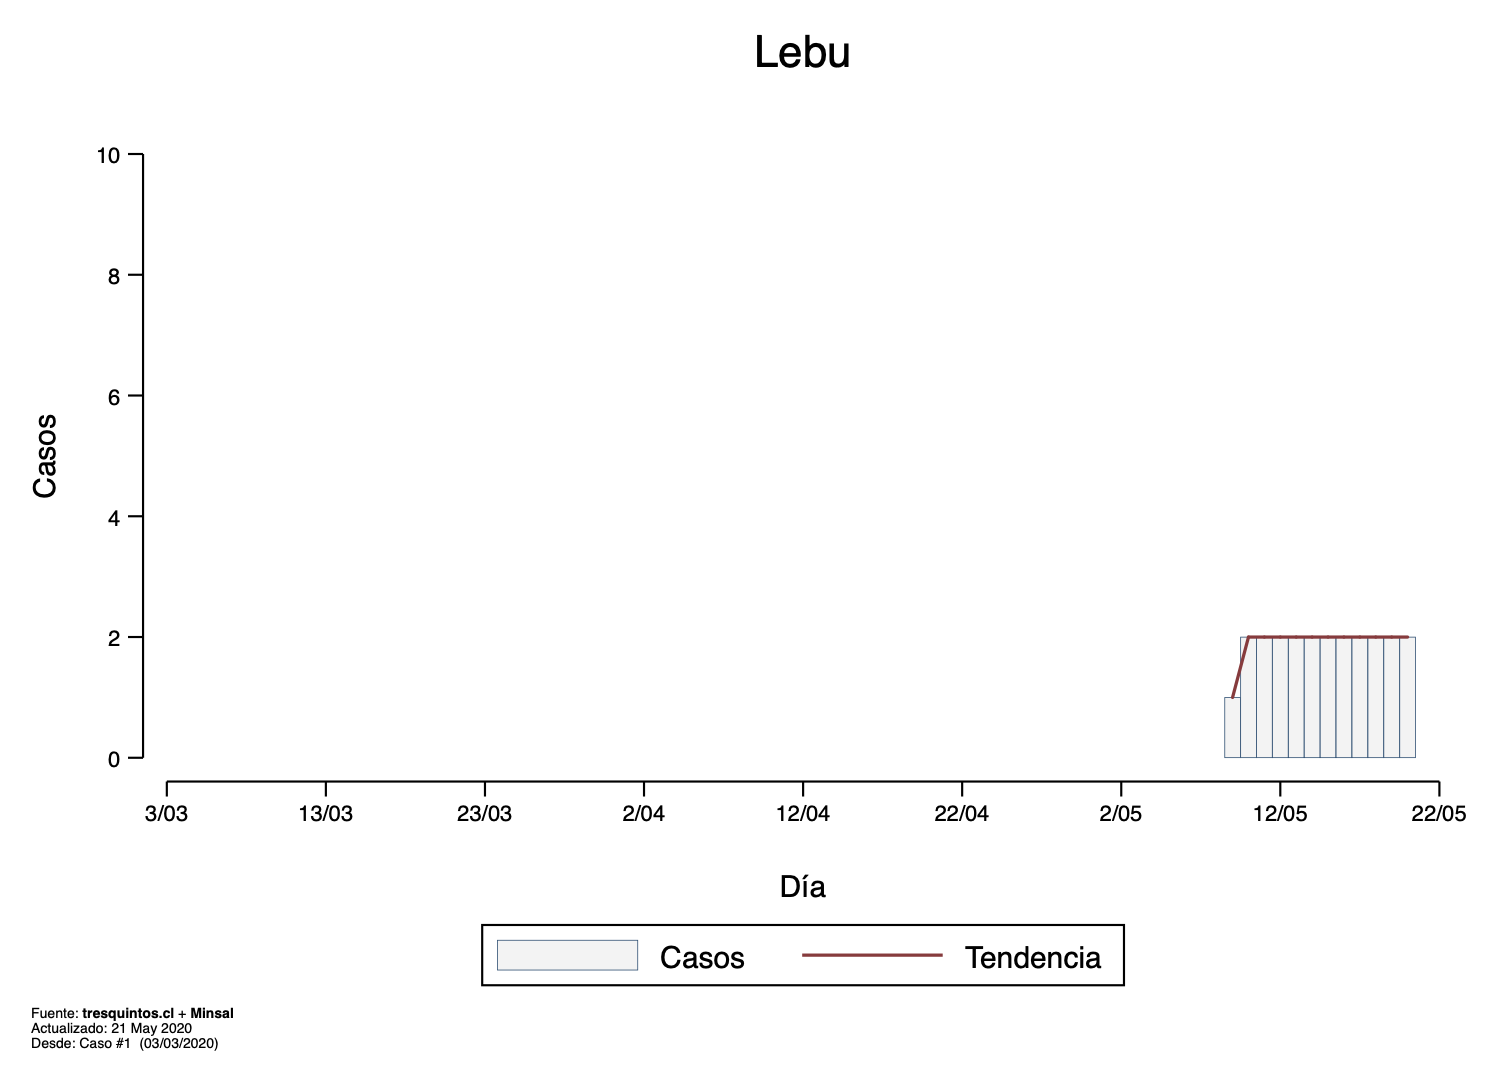 Lebu
10
8
6
4
2
0
Casos
3/03 13/03 23/03 2/04 12/04 22/04 2/05 12/05 22/05
Día
Casos Tendencia
Fuente: tresquintos.cl + Minsal
Actualizado: 21 May 2020
Desde: Caso #1 (03/03/2020)